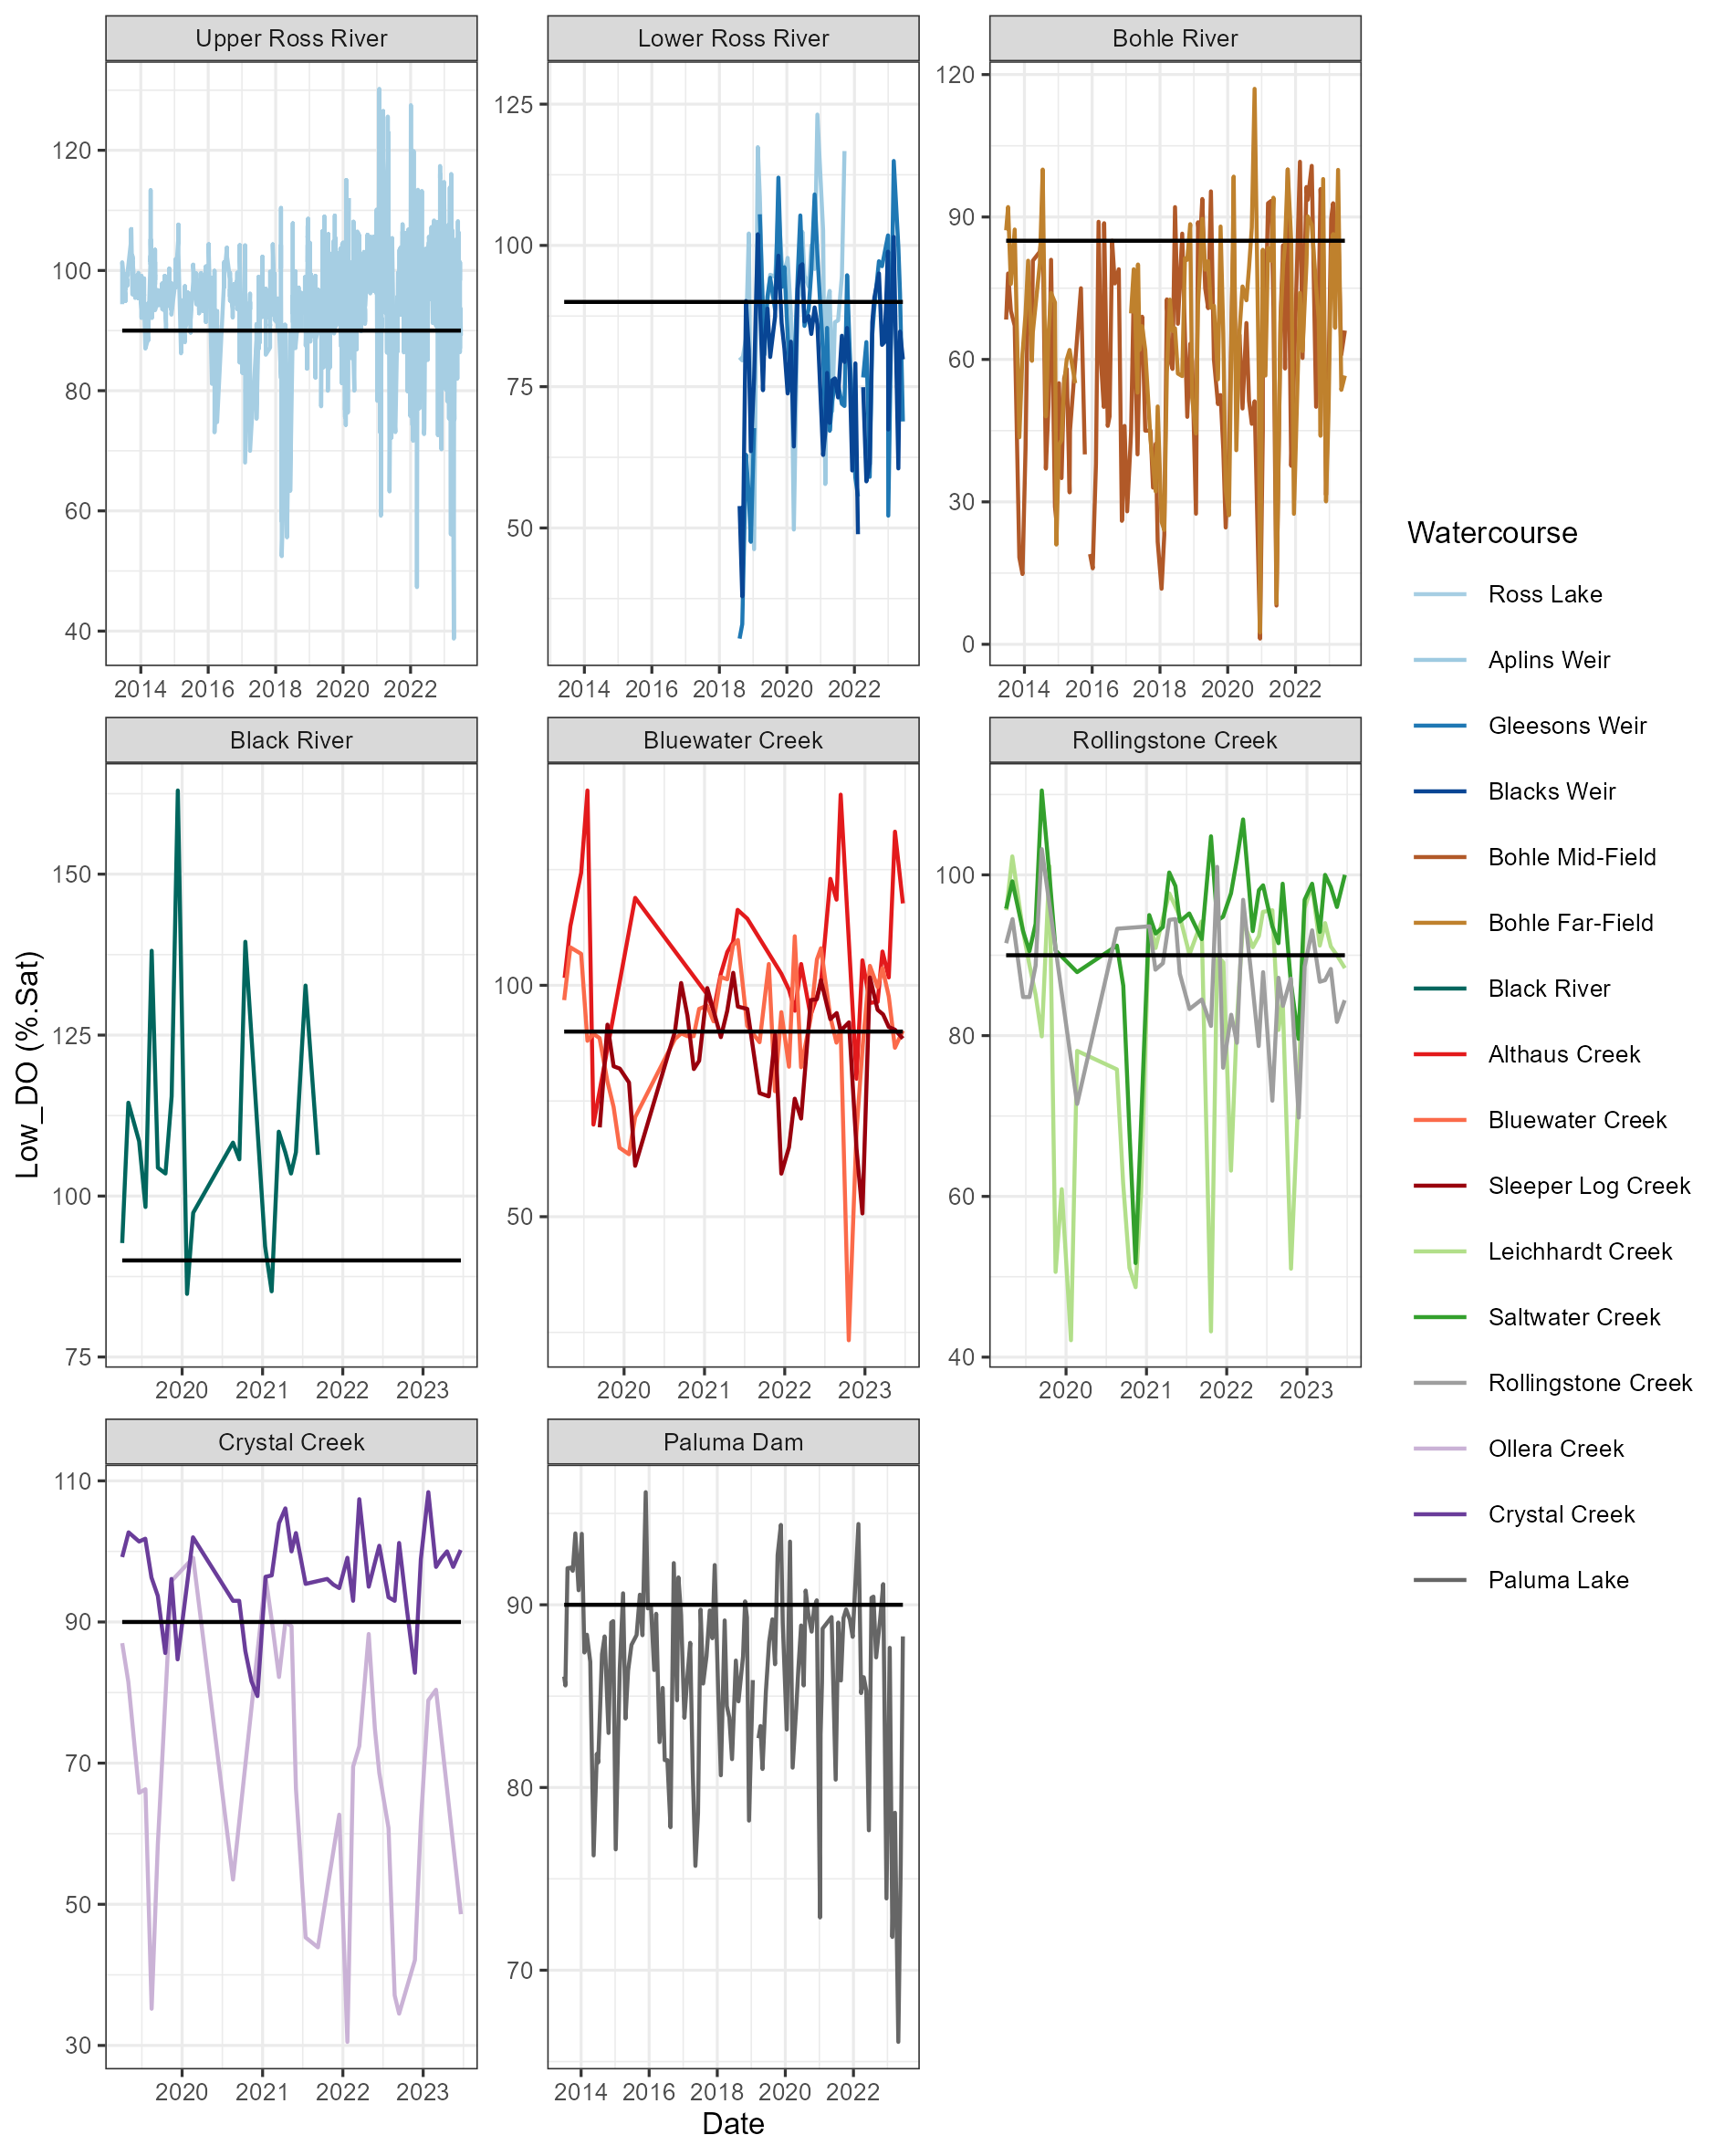 Upper Ross River
Lower Ross River
Bohle River
120
100
80
60
40
2014 2016 2018 2020 2022
125
100
75
50
2014 2016 2018 2020 2022
120
90
60
30
0
2014 2016 2018 2020 2022
Black River
Bluewater Creek
Rollingstone Creek
150
125
100
75
2020 2021 2022 2023
100
50
2020 2021 2022 2023
100
80
60
40
2020 2021 2022 2023
Crystal Creek
Paluma Dam
110
90
70
50
30
2020 2021 2022 2023
90
80
70
2014 2016 2018 2020 2022
Low_DO (%.Sat)
Date
Watercourse
Ross Lake
Aplins Weir
Gleesons Weir
Blacks Weir
Bohle Mid-Field
Bohle Far-Field
Black River
Althaus Creek
Bluewater Creek
Sleeper Log Creek
Leichhardt Creek
Saltwater Creek
Rollingstone Creek
Ollera Creek
Crystal Creek
Paluma Lake